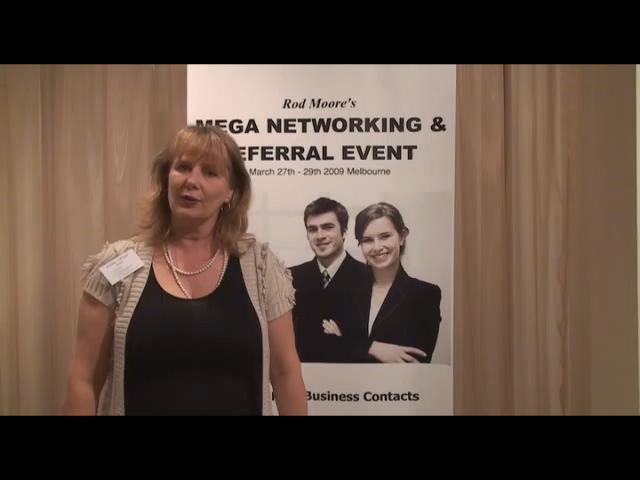 Rod Moore's
MEGA NETWORKING &
EFERRAL EVENT
March 27th - 29th 2009 Melbourne
Business Contacts